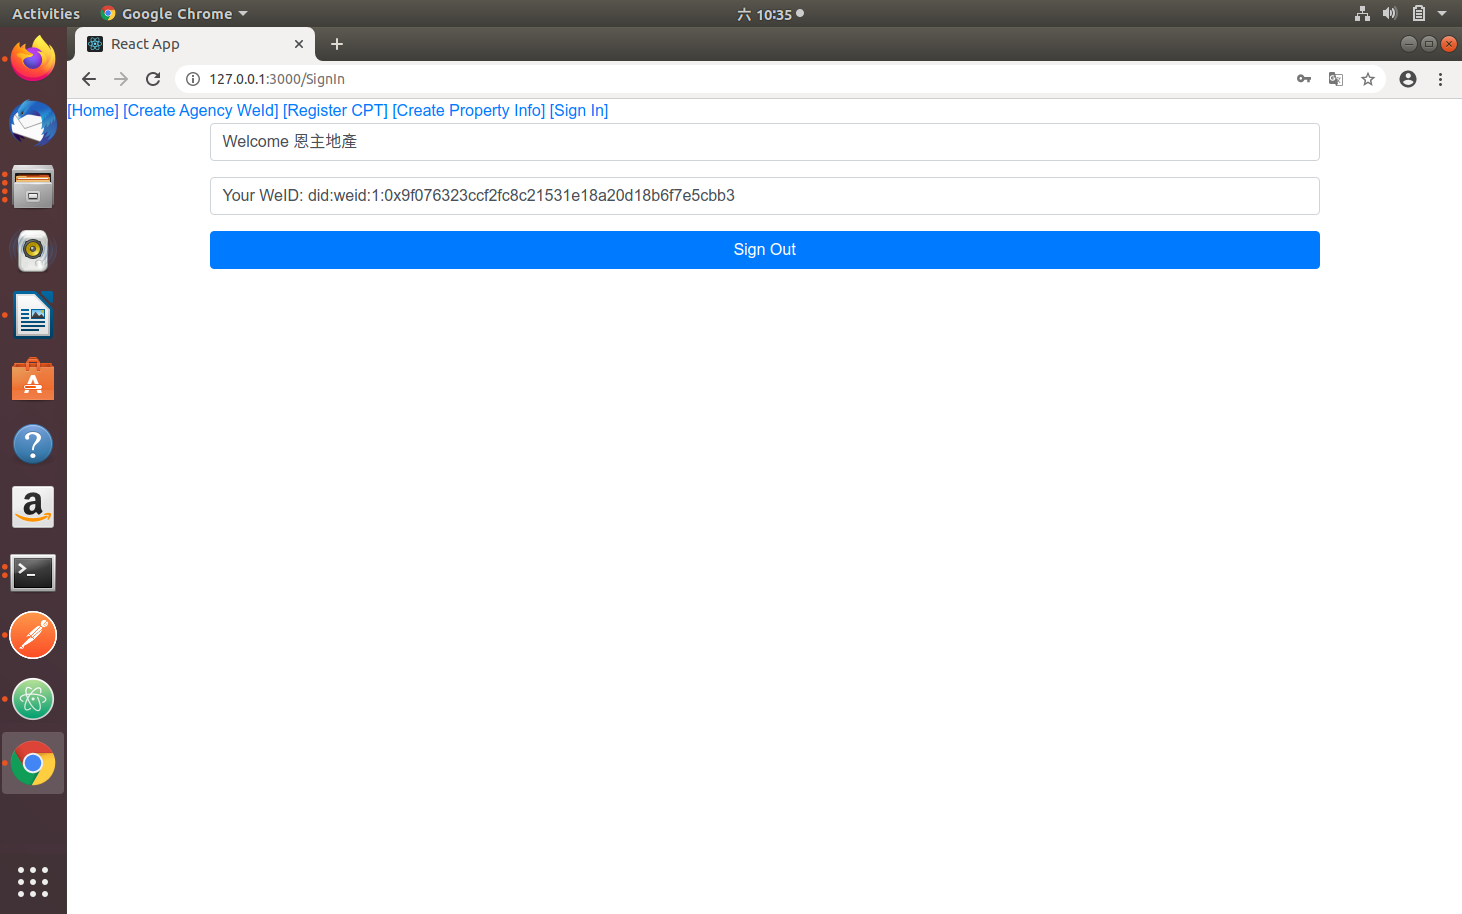 Activities Google Chrome 六 10:35
React App
127.0.0.1:3000/SignIn
[Home] [Create Agency WeId] [Register CPT] [Create Property Info] [Sign In]
Welcome 恩主地產
Your WeID: did:weid:1:0x9f076323ccf2fc8c21531e18a20d18b6f7e5cbb3
Sign Out